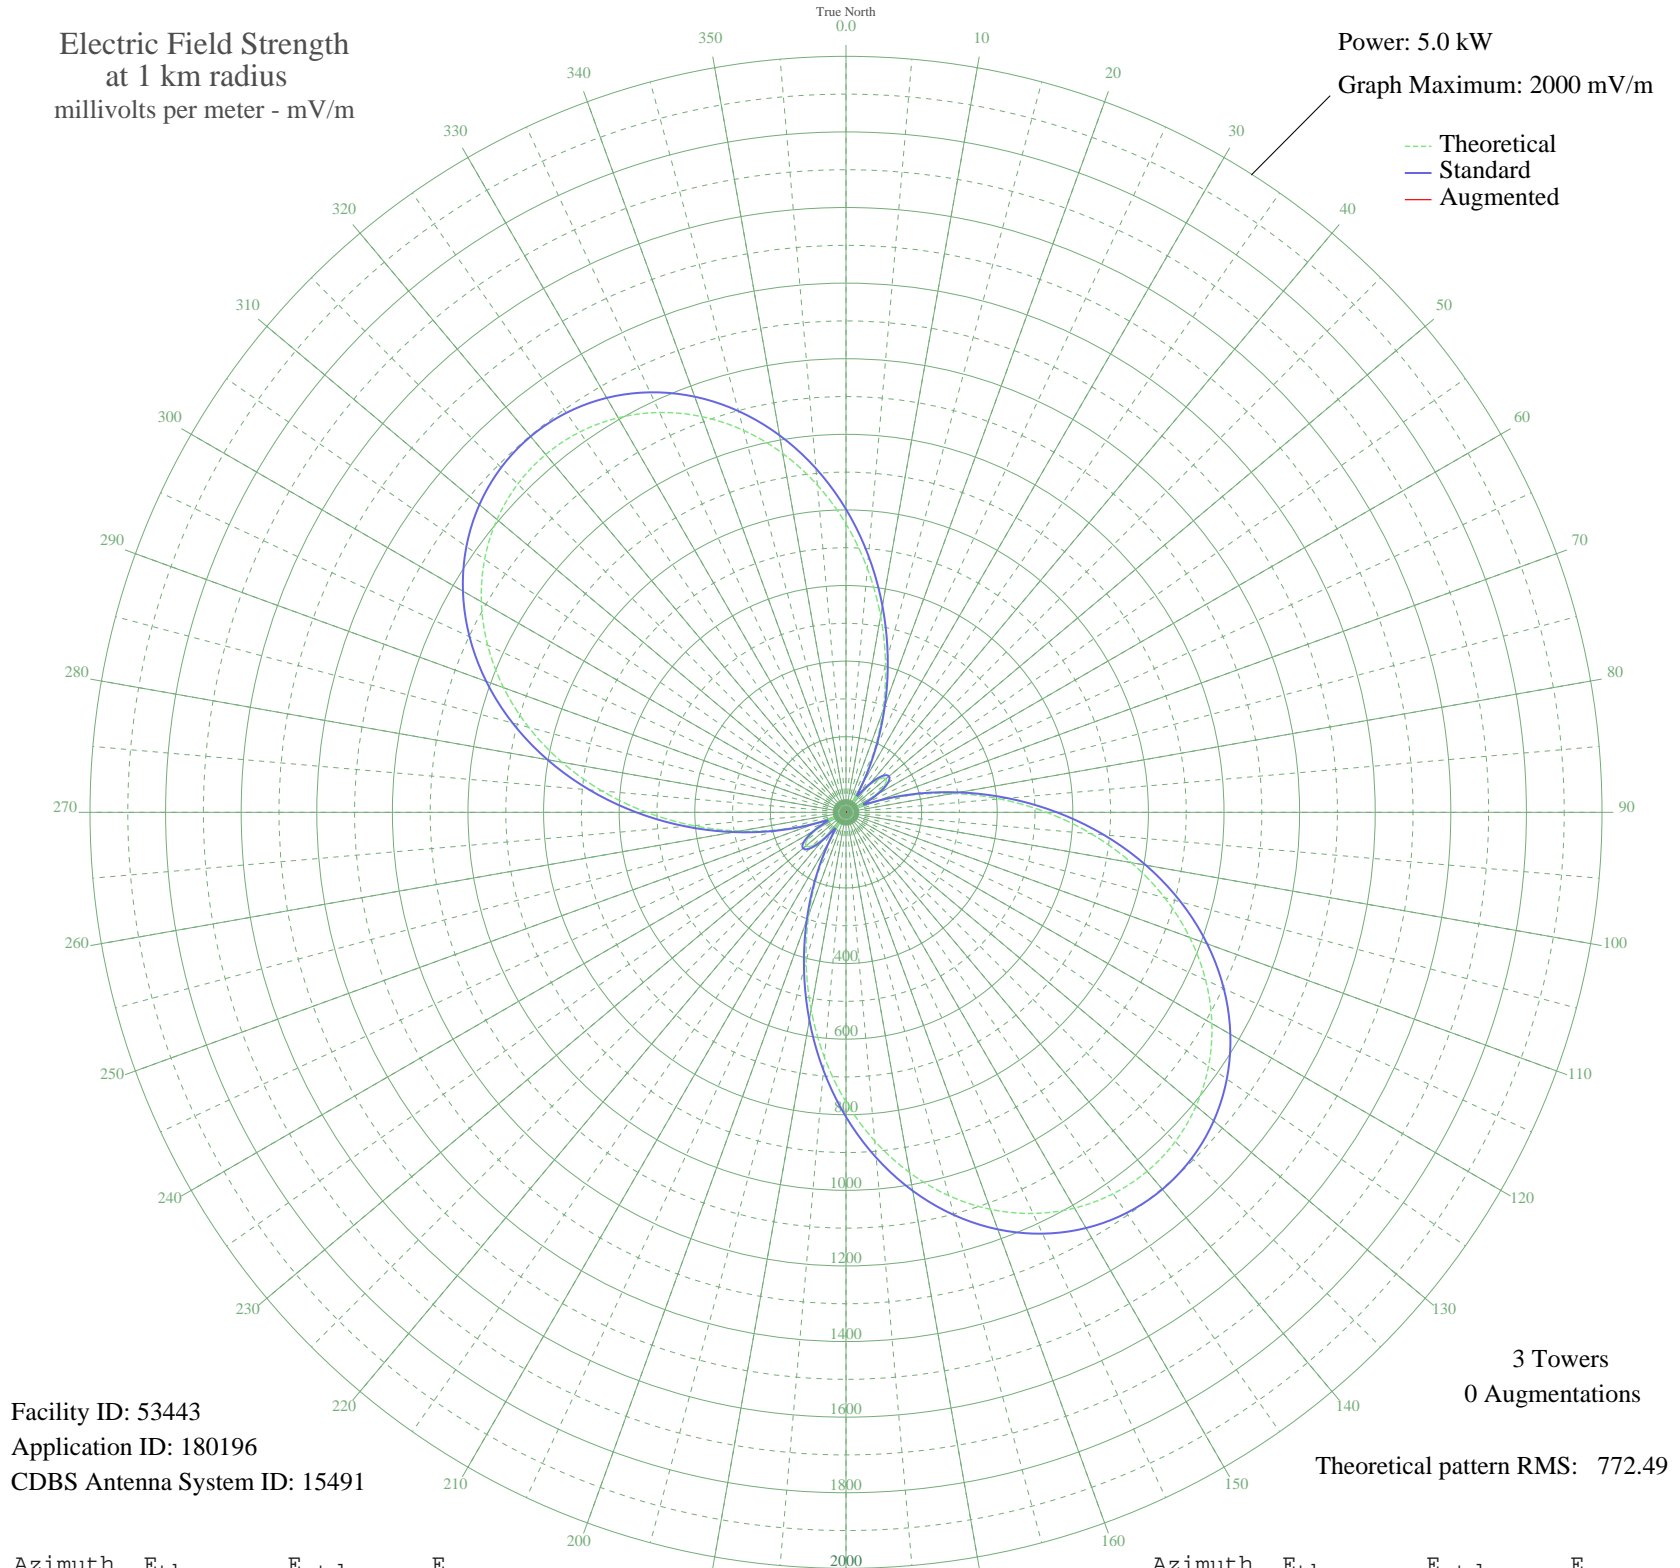 True North
0.0
Electric Field Strength
at 1 km radius
millivolts per meter - mV/m
Power: 5.0 kW
Graph Maximum: 2000 mV/m
Theoretical
Standard
Augmented
10
20
30
40
50
60
70
80
90
100
110
120
130
140
150
160
200
210
220
230
240
250
260
270
280
290
300
310
320
330
340
350
400
600
800
1000
1200
1400
1600
1800
2000
3 Towers
0 Augmentations
Theoretical pattern RMS: 772.49
Facility ID: 53443
Application ID: 180196
CDBS Antenna System ID: 15491
Azimuth E E E Azimuth E E E